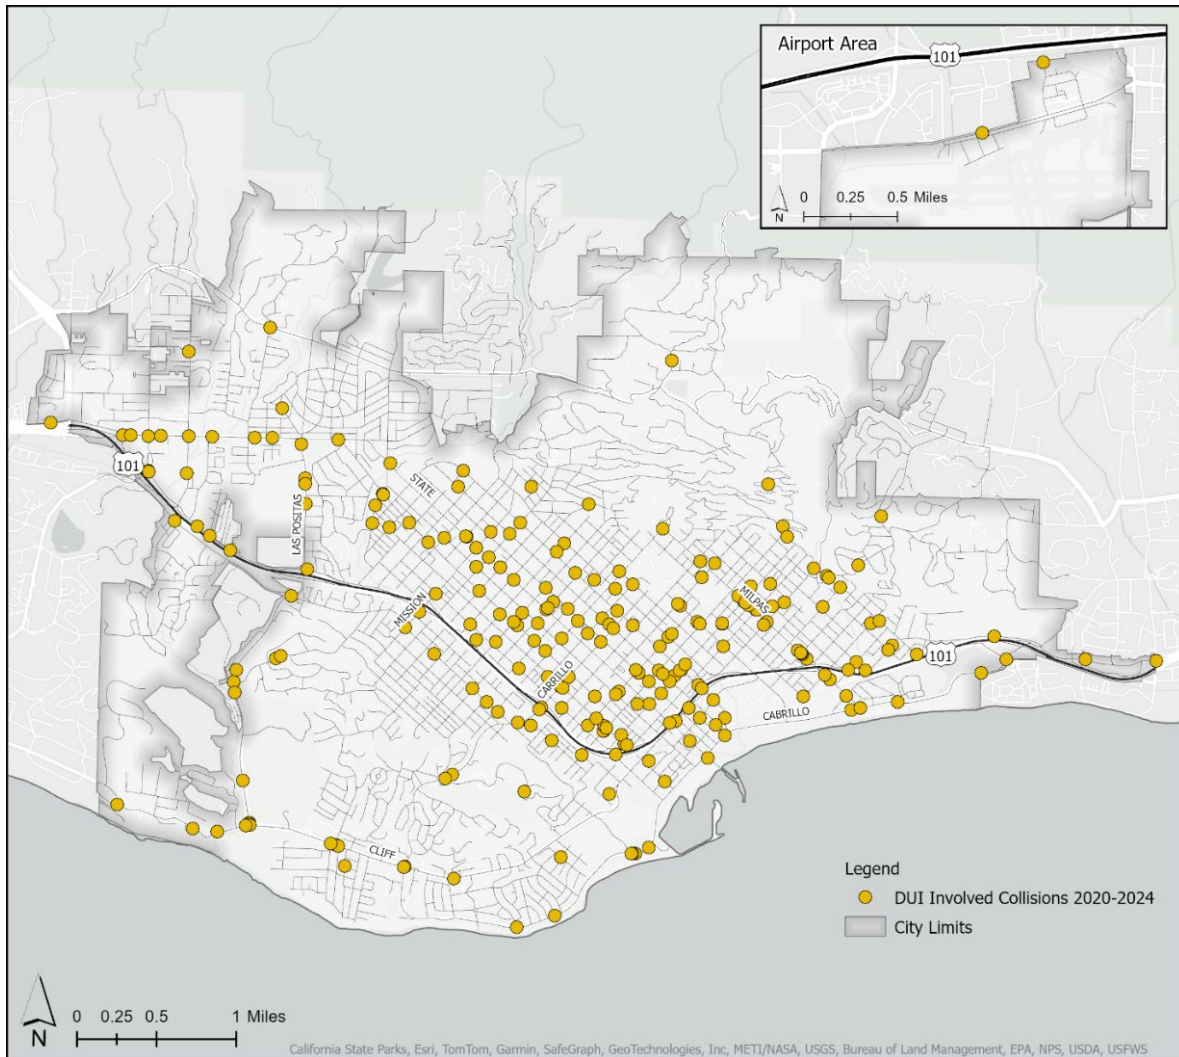 Airport Area
101
0 0.25 0.5 Miles
N
STATE
101
LAS POSITAS
MISSION
MILPAS
CARRILLO
101
CABRILLO
CLIFF
Legend
DUI Involved Collisions 2020-2024
City Limits
N
0 0.25 0.5 1 Miles
California State Parks, Esri, TomTom, Garmin, SafeGraph, GeoTechnologies, Inc, METI/NASA, USGS, Bureau of Land Management, EPA, NPS, USDA, USFWS